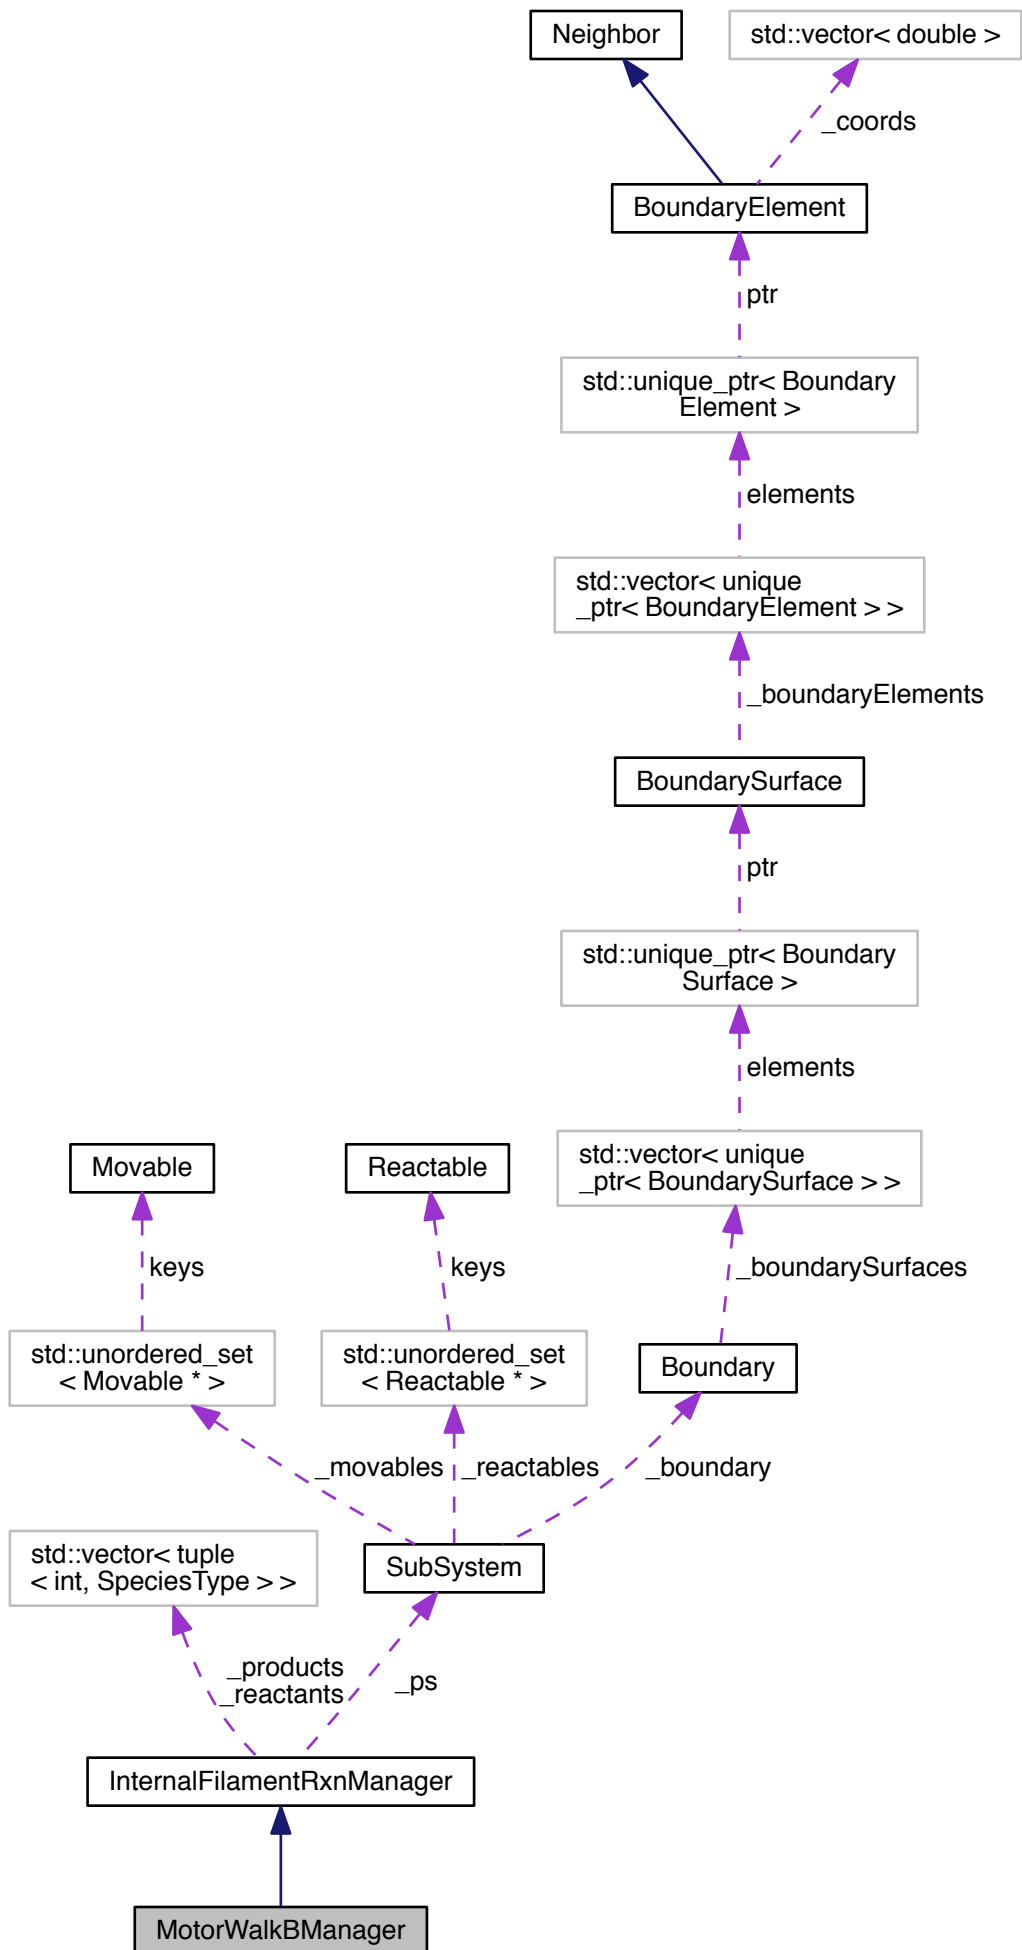 Neighbor
std::vector< double >
_coords
BoundaryElement
ptr
std::unique_ptr< Boundary
Element >
elements
std::vector< unique
_ptr< BoundaryElement > >
_boundaryElements
BoundarySurface
ptr
std::unique_ptr< Boundary
Surface >
elements
Movable
Reactable
std::vector< unique
_ptr< BoundarySurface > >
keys
keys
_boundarySurfaces
std::unordered_set
< Movable * >
std::unordered_set
< Reactable * >
Boundary
_movables
_reactables
_boundary
std::vector< tuple
< int, SpeciesType > >
SubSystem
_products
_reactants
_ps
InternalFilamentRxnManager
MotorWalkBManager